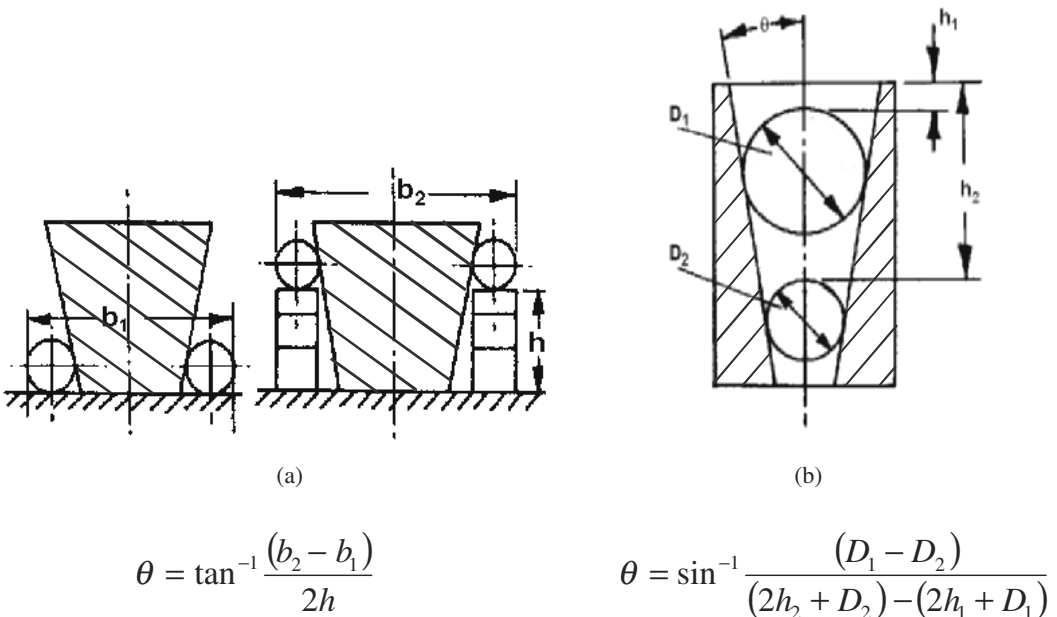 b₁
b₂
h
(a)
θ
h₁
D₁
h₂
D₂
(b)
θ = tan⁻¹ (b₂ − b₁) / 2h
θ = sin⁻¹ (D₁ − D₂) / (2h₂ + D₂) − (2h₁ + D₁)